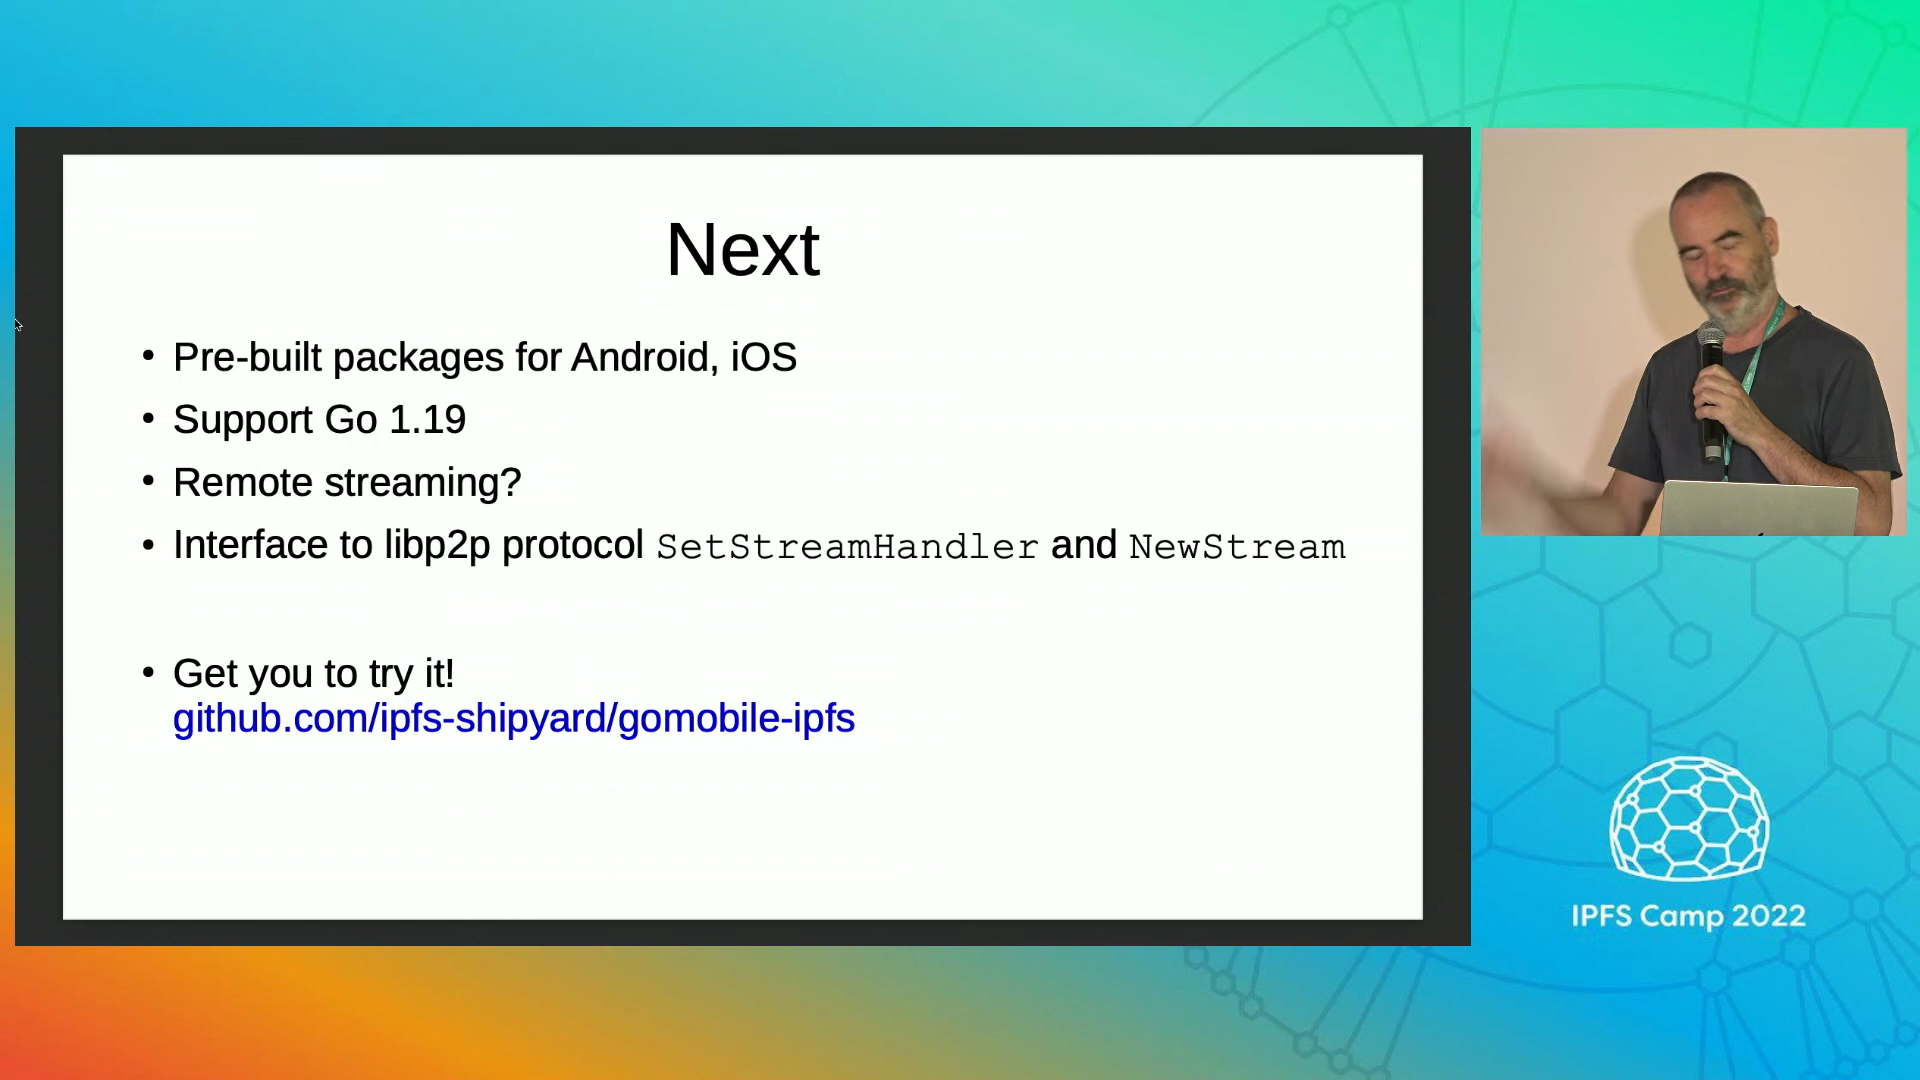 Next
• Pre-built packages for Android, iOS
• Support Go 1.19
• Remote streaming?
• Interface to libp2p protocol SetStreamHandler and NewStream
• Get you to try it!
github.com/ipfs-shipyard/gomobile-ipfs
IPFS Camp 2022